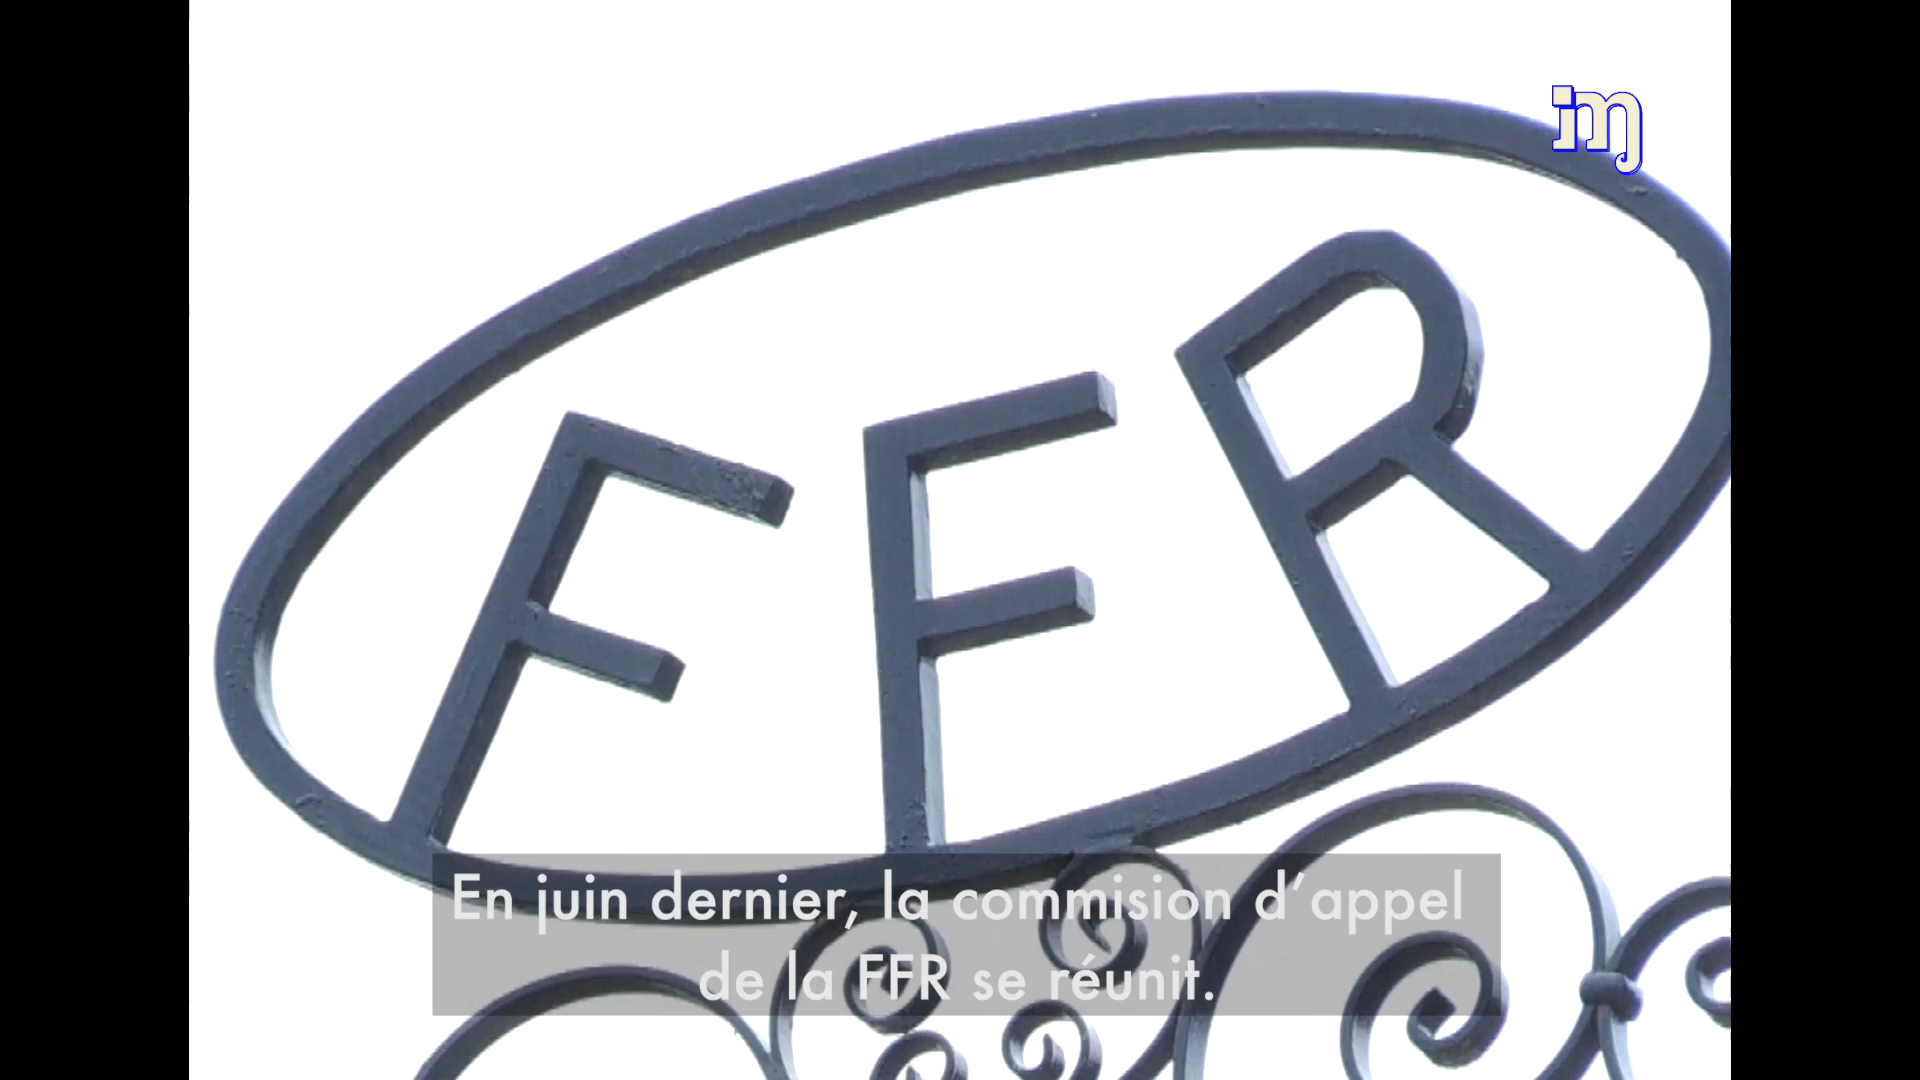 im
FFR
En juin dernier, la commision d’appel
de la FFR se réunit.